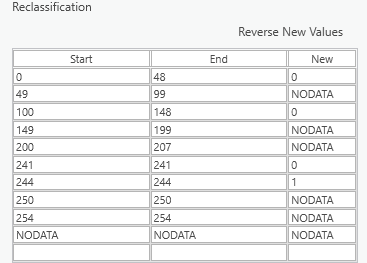 Reclassification
Reverse New Values
Start End New
0 48 0
49 99 NODATA
100 148 0
149 199 NODATA
200 207 NODATA
241 241 0
244 244 1
250 250 NODATA
254 254 NODATA
NODATA NODATA NODATA